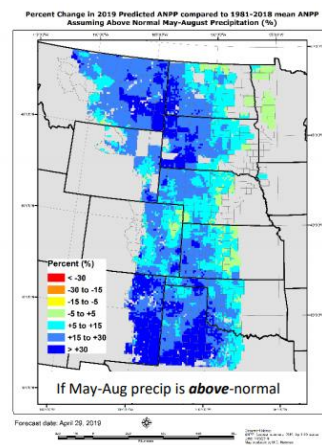 Percent Change in 2019 Predicted ANPP compared to 1981-2018 mean ANPP
Assuming Above Normal May-August Precipitation (%)
Percent (%)
< -30
-30 to -15
-15 to -5
-5 to +5
+5 to +15
+15 to +30
> +30
If May-Aug precip is above-normal
Forecast date: April 29, 2019